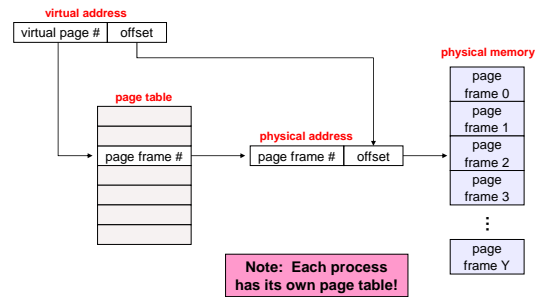 virtual address
virtual page # offset
physical memory
page
frame 0
page
frame 1
page
frame 2
page
frame 3
⋮
page
frame Y
page table
page frame #
physical address
page frame # offset
Note: Each process
has its own page table!